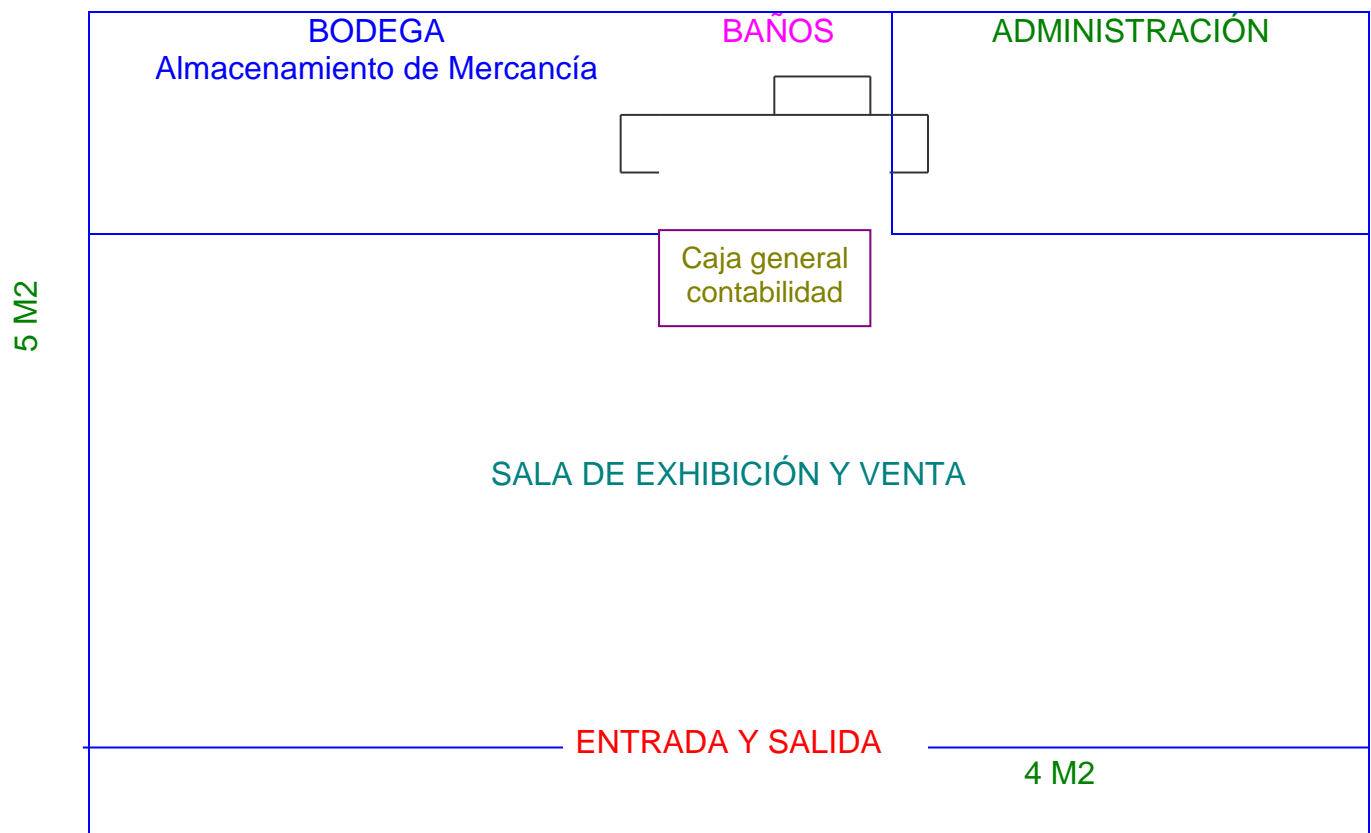 BODEGA
Almacenamiento de Mercancía
BAÑOS
ADMINISTRACIÓN
Caja general
contabilidad
5 M2
SALA DE EXHIBICIÓN Y VENTA
ENTRADA Y SALIDA
4 M2